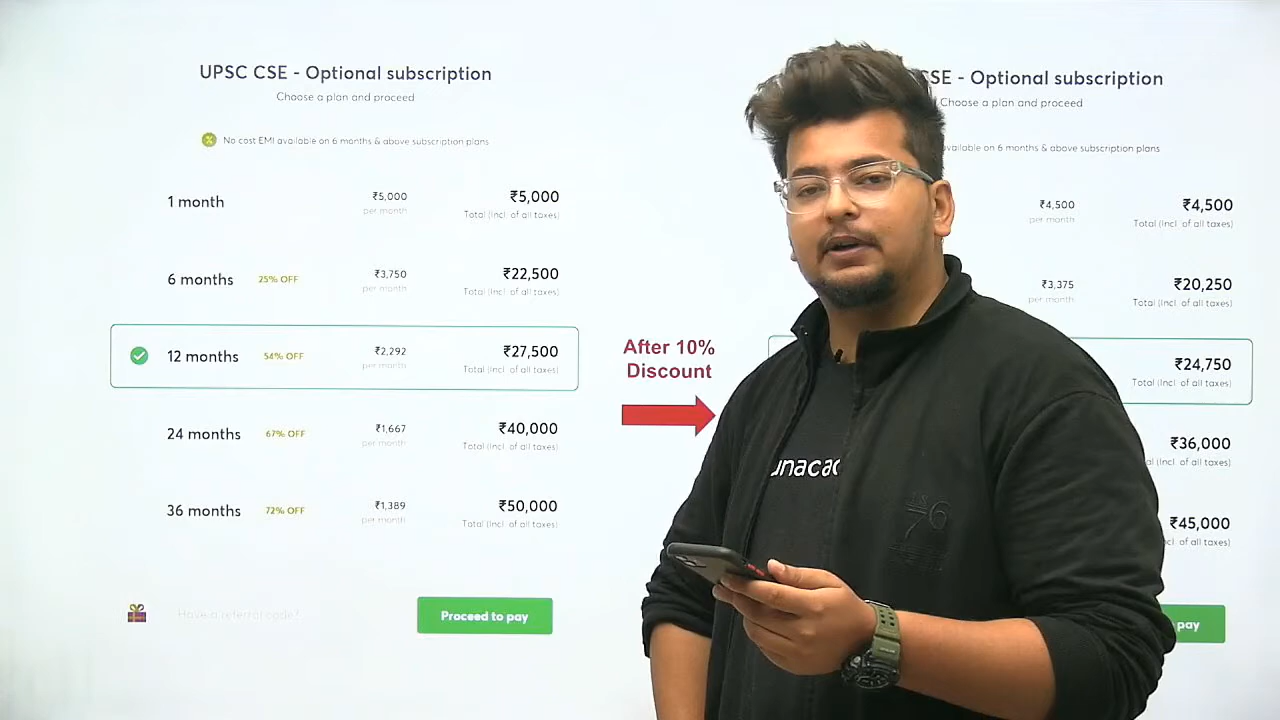 UPSC CSE - Optional subscription
Choose a plan and proceed
No cost EMI available on 6 months & above subscription plans
1 month ₹5,000 ₹5,000
per month Total (Incl. of all taxes)
6 months 25% OFF ₹3,750 ₹22,500
per month Total (Incl. of all taxes)
12 months 54% OFF ₹2,292 ₹27,500
per month Total (Incl. of all taxes)
24 months 67% OFF ₹1,667 ₹40,000
per month Total (Incl. of all taxes)
36 months 72% OFF ₹1,389 ₹50,000
per month Total (Incl. of all taxes)
Have a referral code?
Proceed to pay
After 10%
Discount
CSE - Optional subscription
Choose a plan and proceed
available on 6 months & above subscription plans
₹4,500 ₹4,500
per month Total (Incl. of all taxes)
₹3,375 ₹20,250
per month Total (Incl. of all taxes)
₹24,750
Total (Incl. of all taxes)
₹36,000
Incl. of all taxes)
₹45,000
cl. of all taxes)
pay
unacad
76